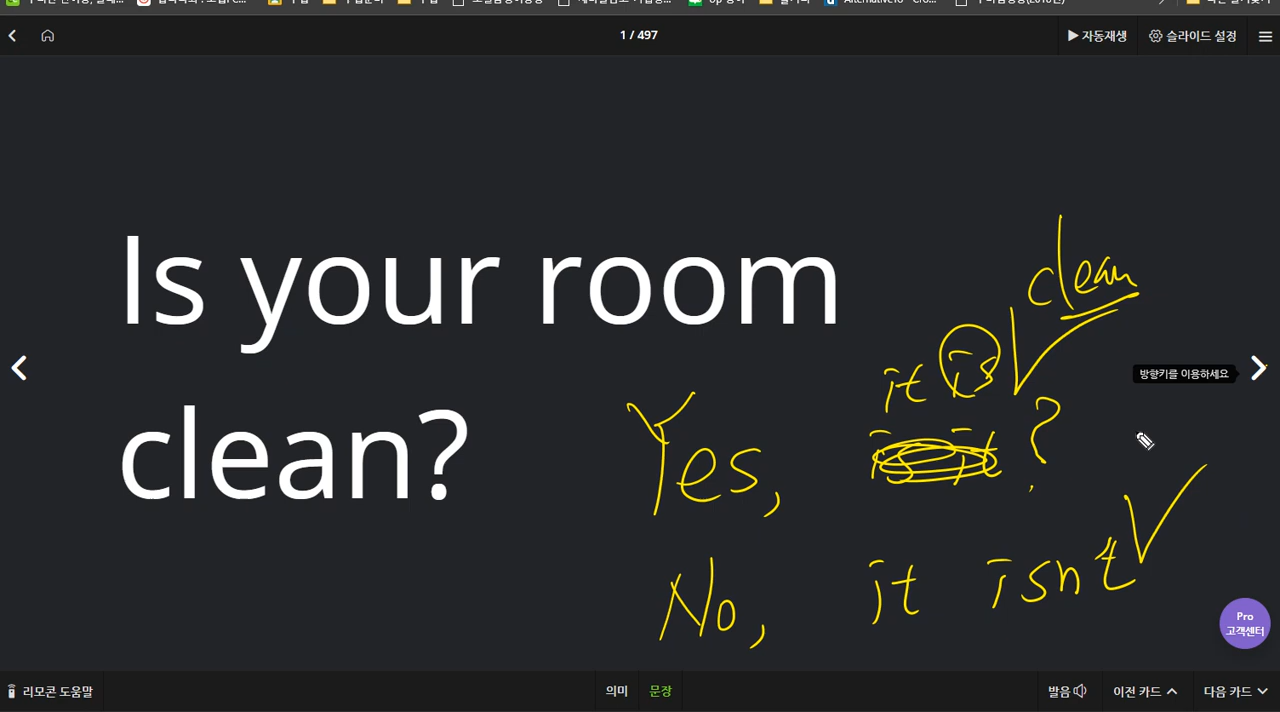 1 / 497
▶ 자동재생
슬라이드 설정
Is your room
clean?
clean
it is
방향키를 이용하세요
Yes,
?
No, it isnt
Pro
고객센터
리모콘 도움말
의미
문장
발음
이전 카드
다음 카드